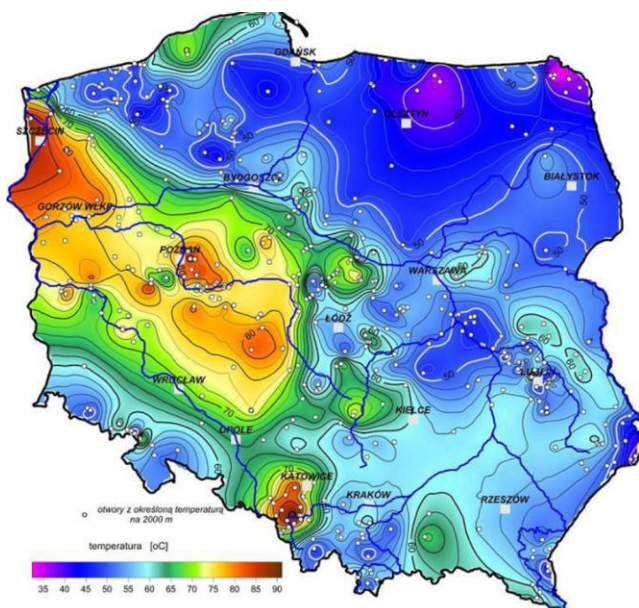 GDAŃSK
OLSZTYN
SZCZECIN
BYDGOSZCZ
BIAŁYSTOK
GORZÓW WLKP.
POZNAŃ
WARSZAWA
ŁÓDŹ
LUBLIN
WROCŁAW
KIELCE
OPOLE
KATOWICE
KRAKÓW
RZESZÓW
otwory z określoną temperaturą
na 2000 m
temperatura [oC]
35 40 45 50 55 60 65 70 75 80 85 90